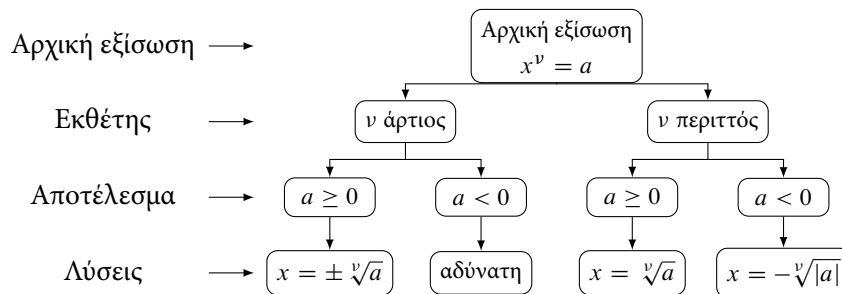 Αρχική εξίσωση
Αρχική εξίσωση
x^ν = a
Εκθέτης
ν άρτιος
ν περιττός
Αποτέλεσμα
a ≥ 0
a < 0
a ≥ 0
a < 0
Λύσεις
x = ± ᵛ√a
αδύνατη
x = ᵛ√a
x = −ᵛ√|a|